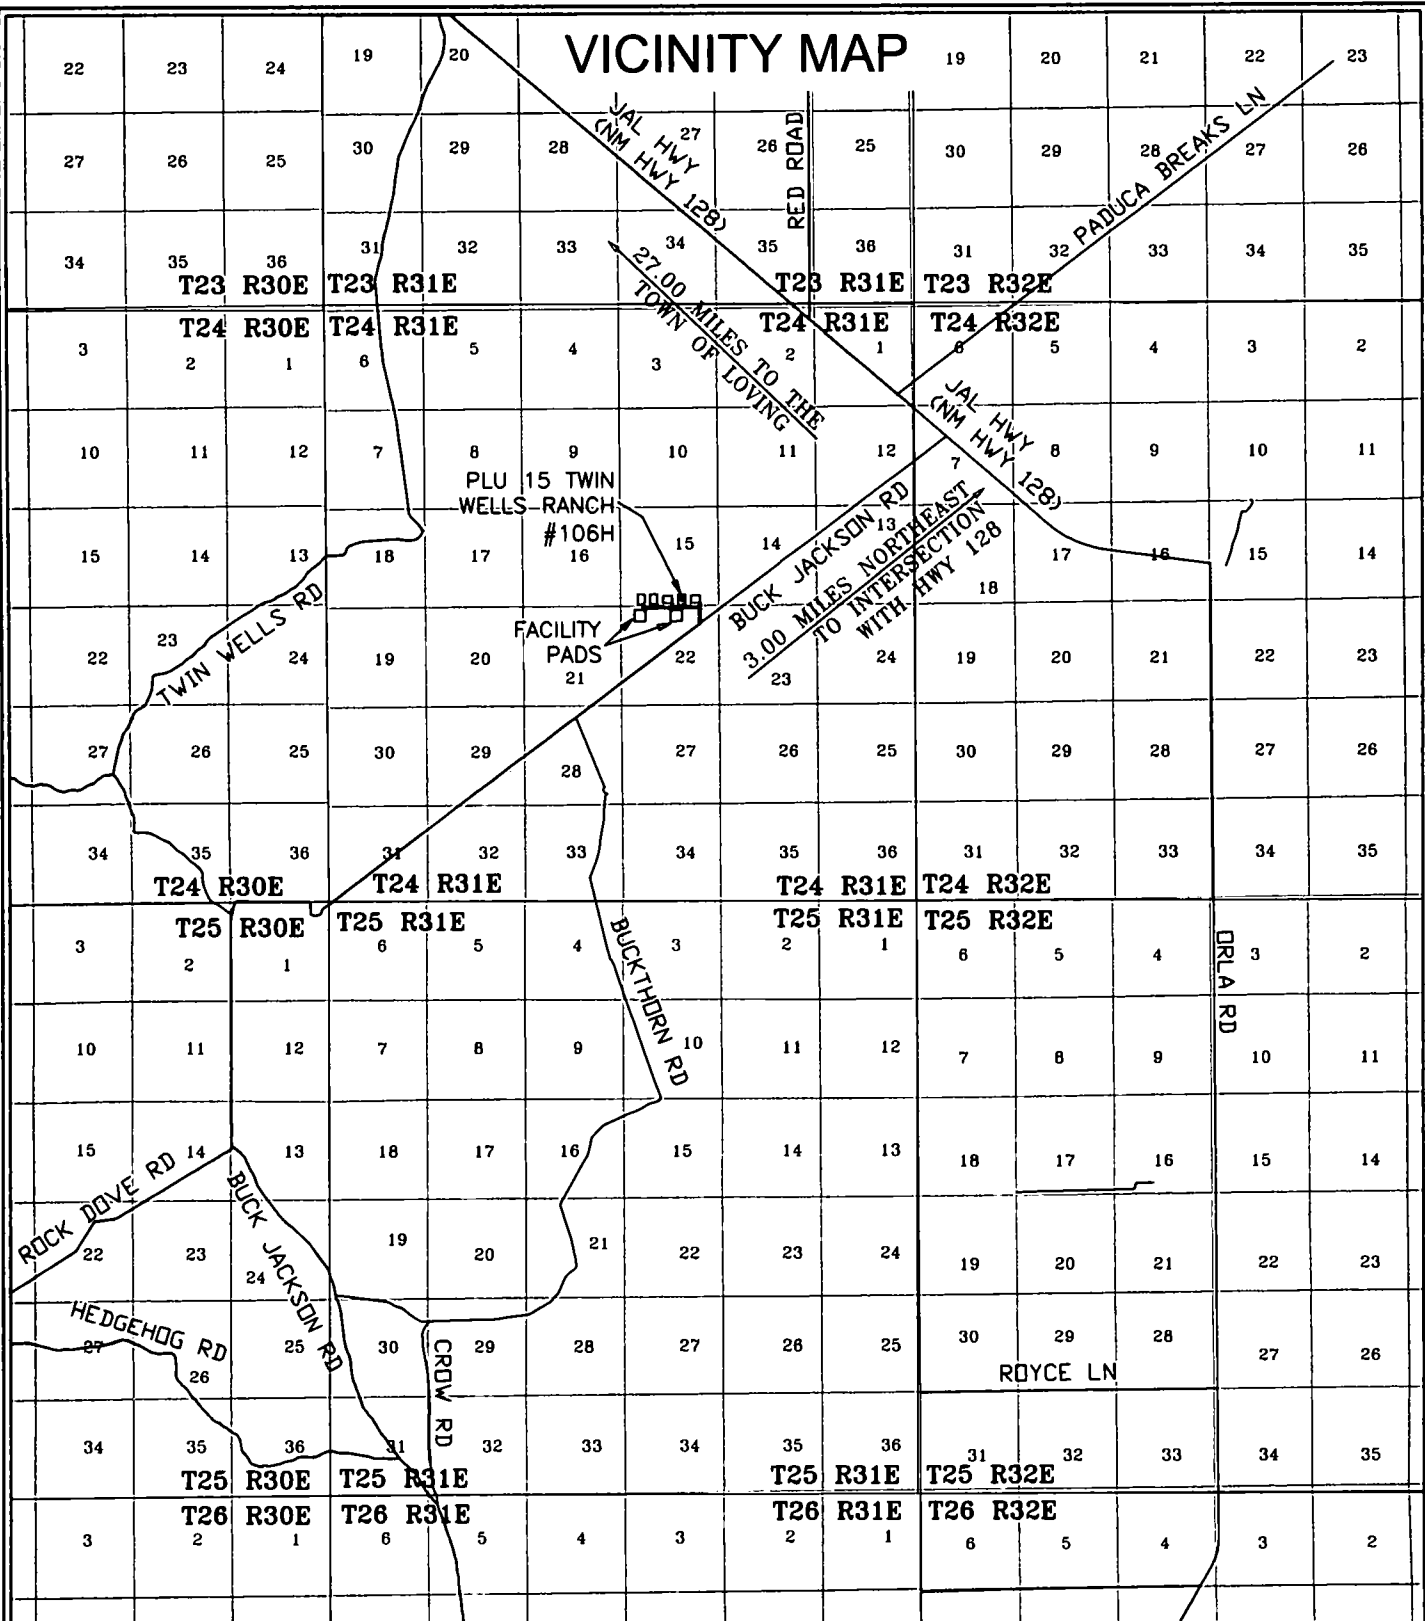 VICINITY MAP
22 23 24 19 20 19 20 21 22 23
JAL HWY
(NM HWY 128)
RED ROAD
PADUCA BREAKS LN
27 26 25 30 29 28 27 26 25 30 29 28 27 26
34 35 36 31 32 33 34 35 36 31 32 33 34 35
T23 R30E T23 R31E T23 R31E T23 R32E
T24 R30E T24 R31E T24 R31E T24 R32E
27.00 MILES TO THE
TOWN OF LOVING
3 2 1 6 5 4 3 2 1 6 5 4 3 2
JAL HWY
(NM HWY 128)
10 11 12 7 8 9 10 11 12 7 8 9 10 11
PLU 15 TWIN
WELLS RANCH
#106H
BUCK JACKSON RD
3.00 MILES NORTHEAST
TO INTERSECTION
WITH HWY 128
15 14 13 18 17 16 15 14 13 18 17 16 15 14
TWIN WELLS RD
FACILITY
PADS
22 23 24 19 20 21 22 23 24 19 20 21 22 23
27 26 25 30 29 28 27 26 25 30 29 28 27 26
34 35 36 31 32 33 34 35 36 31 32 33 34 35
T24 R30E T24 R31E T24 R31E T24 R32E
T25 R30E T25 R31E T25 R31E T25 R32E
3 2 1 6 5 4 3 2 1 6 5 4 3 2
BUCKTHORN RD
ORLA RD
10 11 12 7 8 9 10 11 12 7 8 9 10 11
15 14 13 18 17 16 15 14 13 18 17 16 15 14
ROCK DOVE RD
BUCK JACKSON RD
22 23 24 19 20 21 22 23 24 19 20 21 22 23
HEDGEHOG RD
27 26 25 30 29 28 27 26 25 30 29 28 27 26
CROW RD
ROYCE LN
34 35 36 31 32 33 34 35 36 31 32 33 34 35
T25 R30E T25 R31E T25 R31E T25 R32E
T26 R30E T26 R31E T26 R31E T26 R32E
3 2 1 6 5 4 3 2 1 6 5 4 3 2